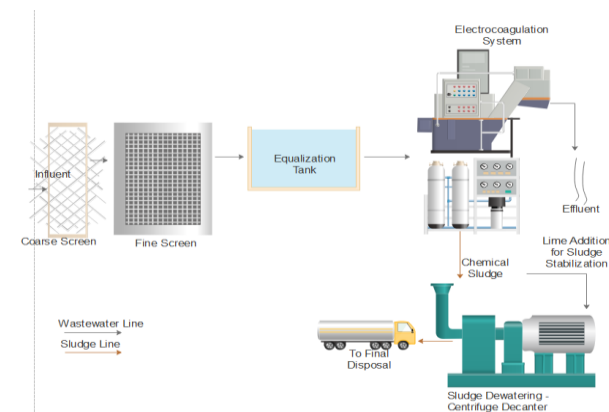 Electrocoagulation
System
Influent
Equalization
Tank
Effluent
Coarse Screen
Fine Screen
Lime Addition
for Sludge
Stabilization
Chemical
Sludge
Wastewater Line
Sludge Line
To Final
Disposal
Sludge Dewatering -
Centrifuge Decanter